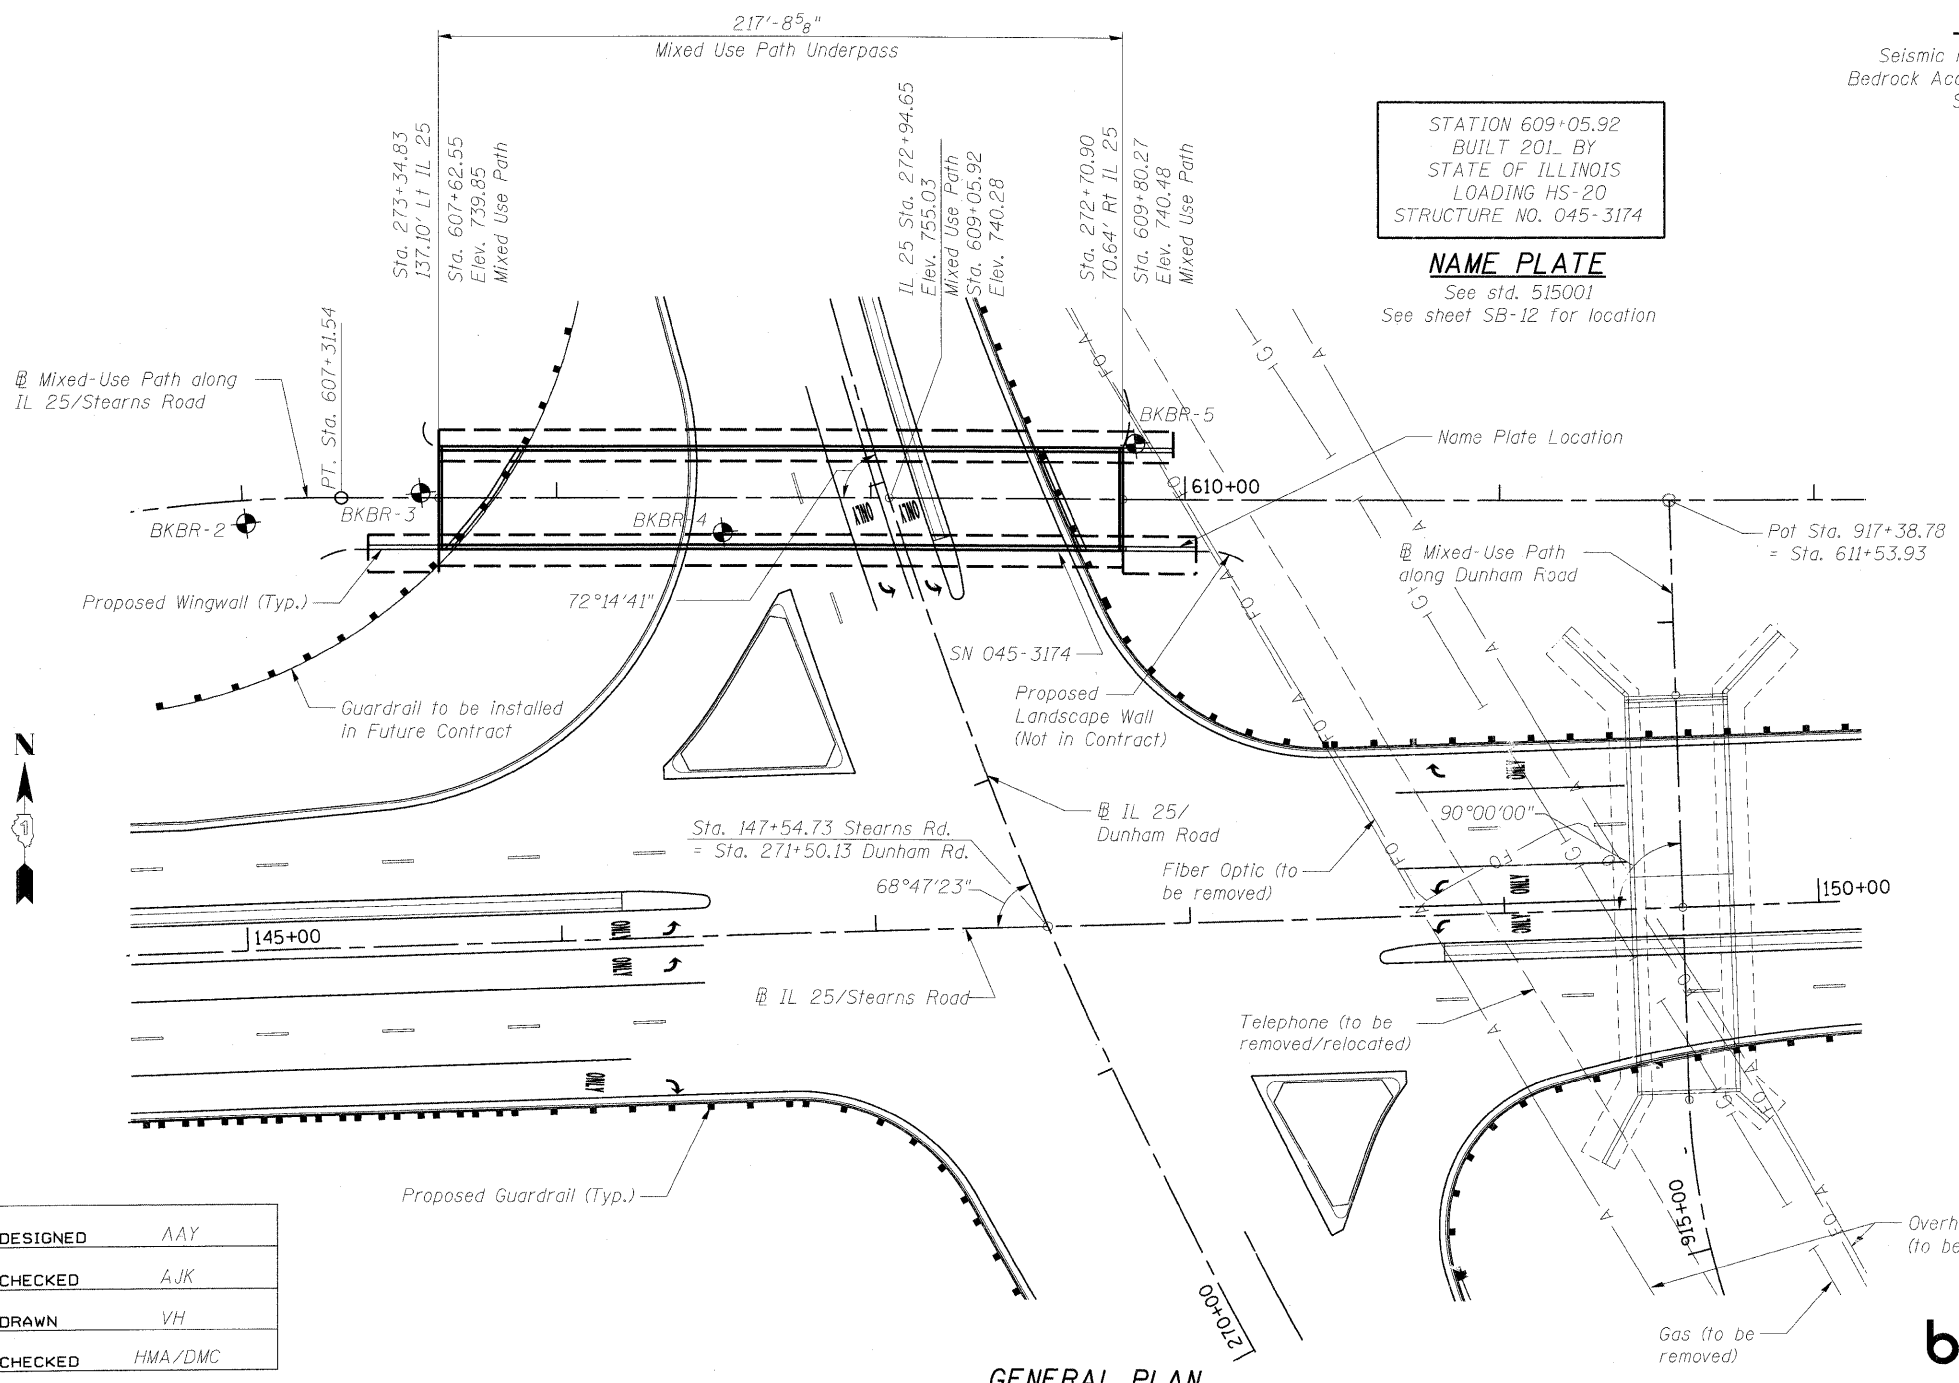 217'-8 5/8"
Mixed Use Path Underpass
Sta. 273+34.83
137.10' Lt IL 25
Sta. 607+62.55
Elev. 739.85
Mixed Use Path
IL 25 Sta. 272+94.65
Elev. 755.03
Mixed Use Path
Sta. 609+05.92
Elev. 740.28
Sta. 272+70.90
70.64' Rt IL 25
Sta. 609+80.27
Elev. 740.48
Mixed Use Path
Seismic
Bedrock
STATION 609+05.92
BUILT 201_ BY
STATE OF ILLINOIS
LOADING HS-20
STRUCTURE NO. 045-3174
NAME PLATE
See std. 515001
See sheet SB-12 for location
PT. Sta. 607+31.54
℄ Mixed-Use Path along
IL 25/Stearns Road
BKBR-2
BKBR-3
BKBR-4
BKBR-5
Name Plate Location
610+00
Pot Sta. 917+38.78
= Sta. 611+53.93
℄ Mixed-Use Path
along Dunham Road
ONLY
ONLY
Proposed Wingwall (Typ.)
72°14'41"
SN 045-3174
Proposed
Landscape Wall
(Not in Contract)
Guardrail to be installed
in Future Contract
N
1
℄ IL 25/
Dunham Road
Sta. 147+54.73 Stearns Rd.
= Sta. 271+50.13 Dunham Rd.
68°47'23"
Fiber Optic (to
be removed)
90°00'00"
ONLY
ONLY
ONLY
150+00
145+00
ONLY
ONLY
ONLY
℄ IL 25/Stearns Road
Telephone (to be
removed/relocated)
Proposed Guardrail (Typ.)
FO
A
G
270+00
915+00
Gas (to be
removed)
(to be
DESIGNED AAY
CHECKED AJK
DRAWN VH
CHECKED HMA/DMC
GENERAL PLAN
b